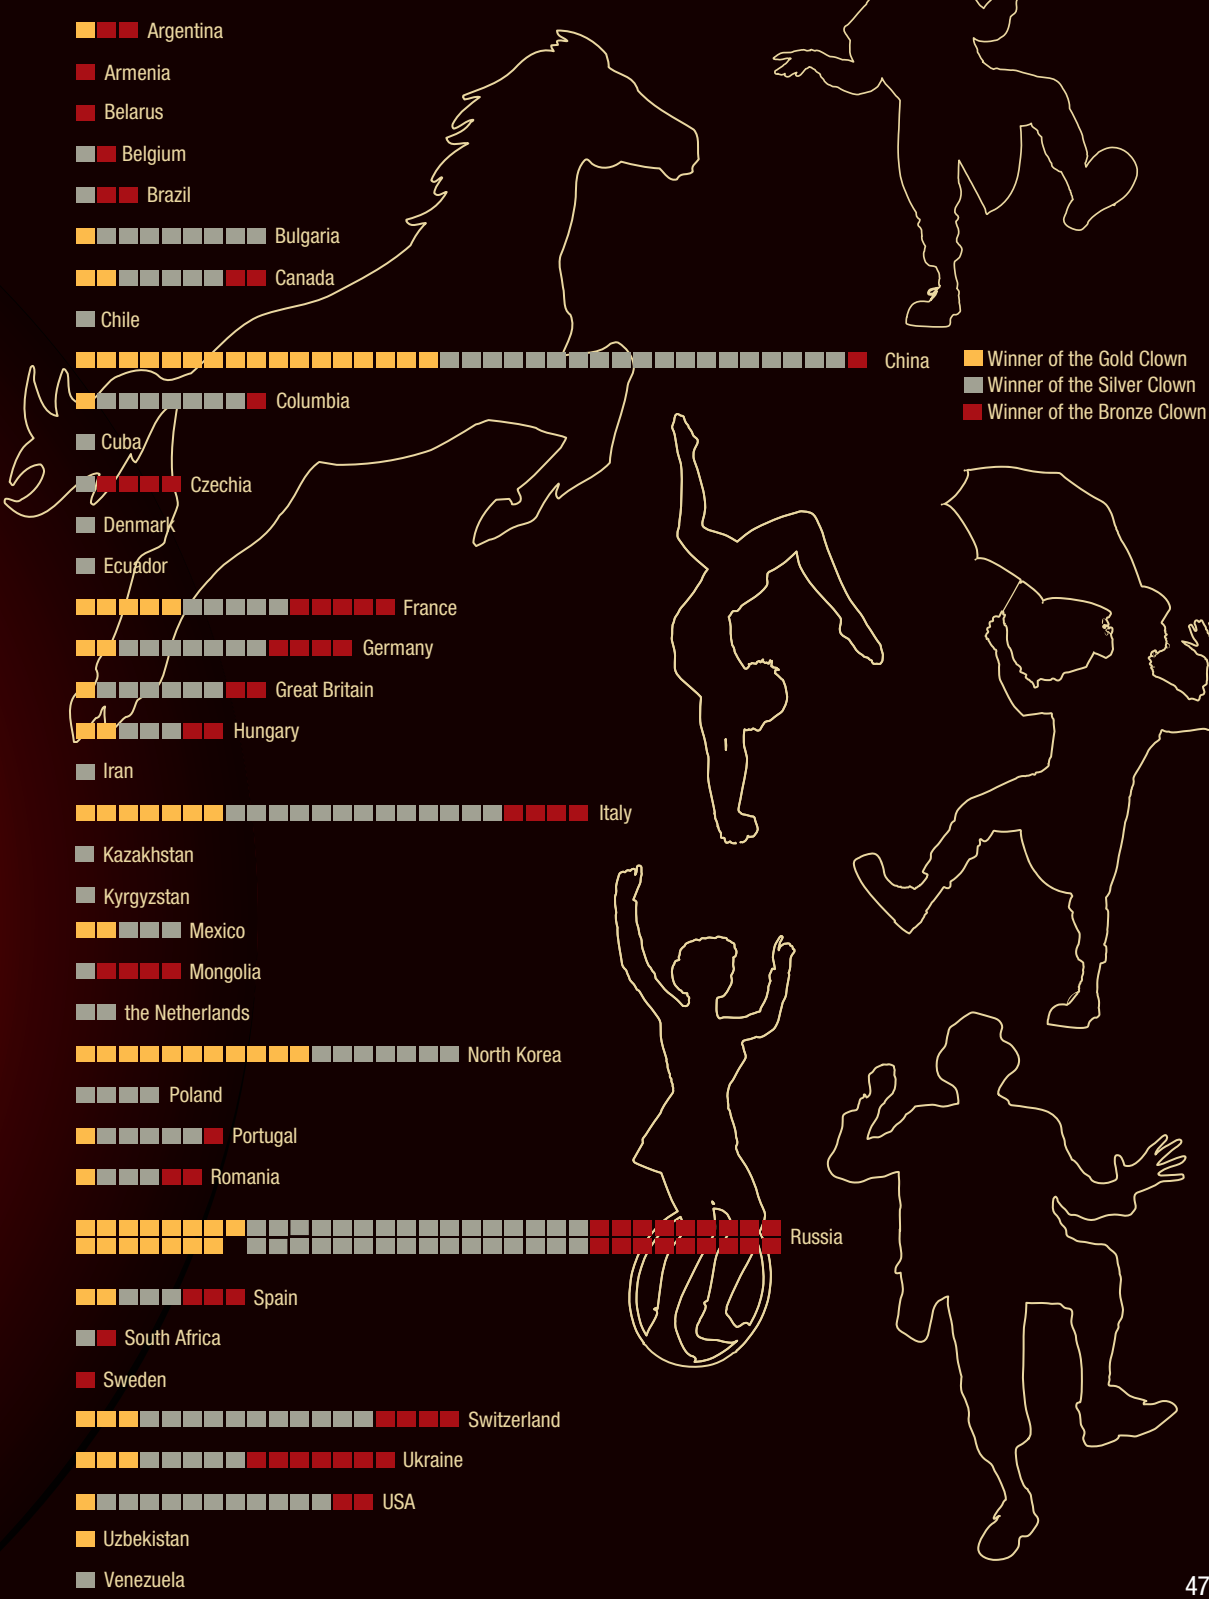 Argentina
Armenia
Belarus
Belgium
Brazil
Bulgaria
Canada
Chile
China
Winner of the Gold Clown
Winner of the Silver Clown
Winner of the Bronze Clown
Columbia
Cuba
Czechia
Denmark
Ecuador
France
Germany
Great Britain
Hungary
Iran
Italy
Kazakhstan
Kyrgyzstan
Mexico
Mongolia
the Netherlands
North Korea
Poland
Portugal
Romania
Russia
Spain
South Africa
Sweden
Switzerland
Ukraine
USA
Uzbekistan
Venezuela
47